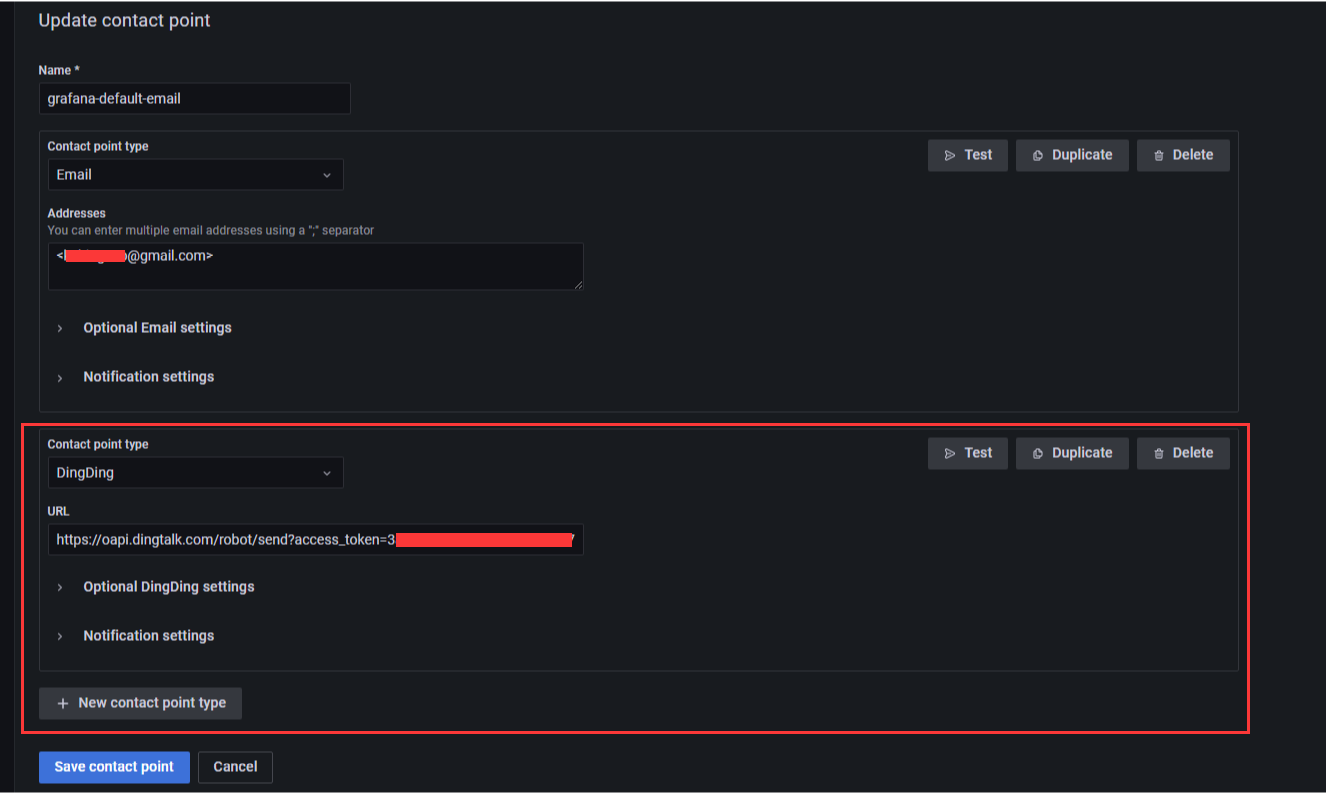 Update contact point
Name *
grafana-default-email
Contact point type
Test Duplicate Delete
Email
Addresses
You can enter multiple email addresses using a ";" separator
@gmail.com>
Optional Email settings
Notification settings
Contact point type
Test Duplicate Delete
DingDing
URL
https://oapi.dingtalk.com/robot/send?access_token=3
Optional DingDing settings
Notification settings
+ New contact point type
Save contact point Cancel